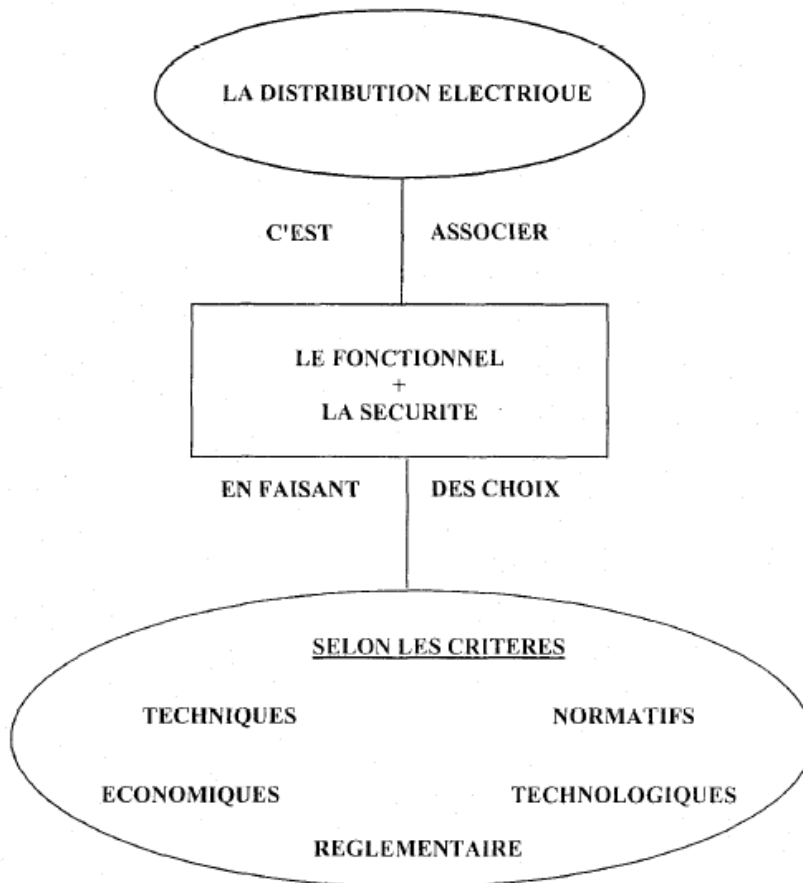 LA DISTRIBUTION ELECTRIQUE
C'EST ASSOCIER
LE FONCTIONNEL
+
LA SECURITE
EN FAISANT DES CHOIX
SELON LES CRITERES
TECHNIQUES NORMATIFS
ECONOMIQUES TECHNOLOGIQUES
REGLEMENTAIRE